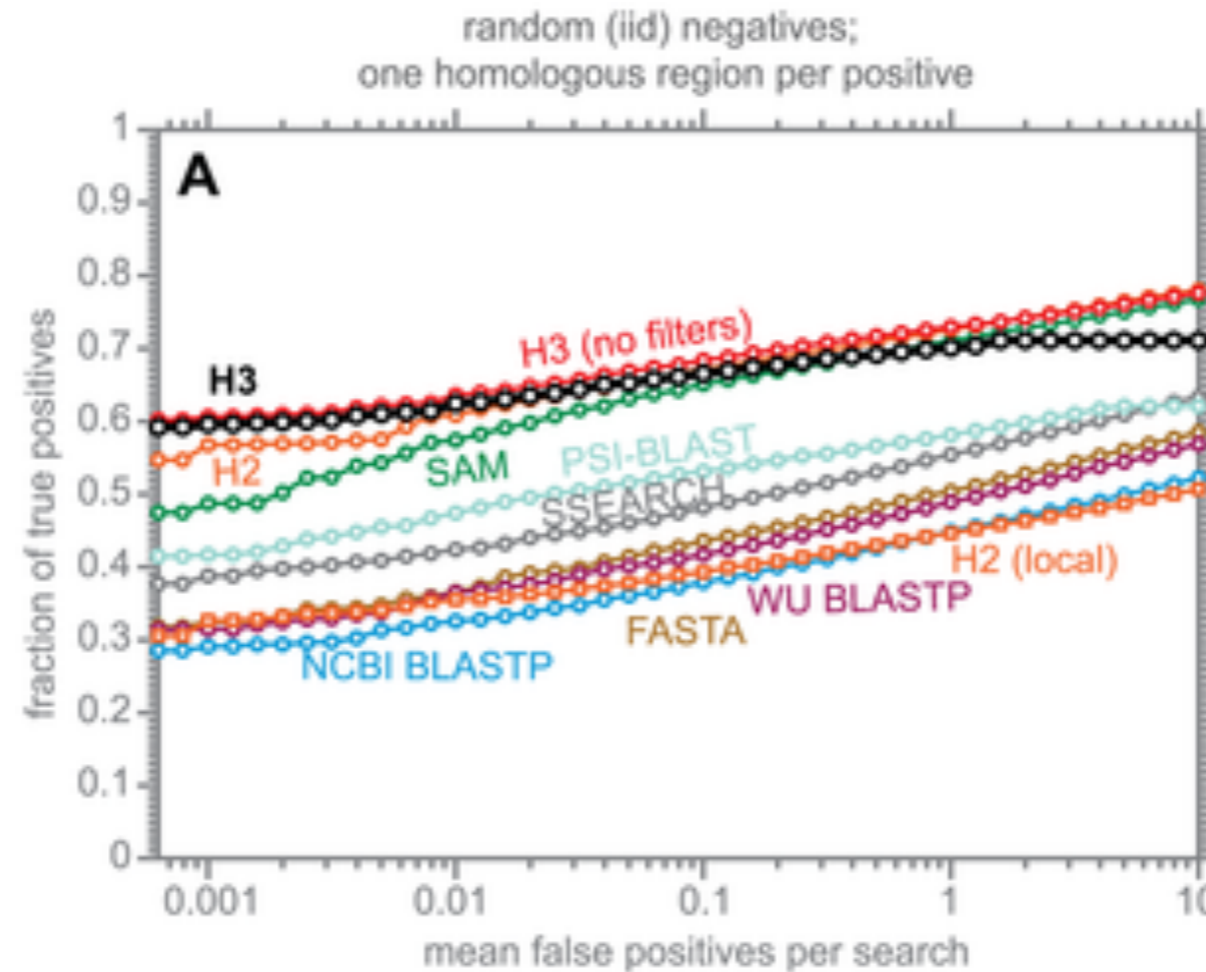 random (iid) negatives;
one homologous region per positive
A
1
0.9
0.8
0.7
0.6
0.5
0.4
0.3
0.2
0.1
0
fraction of true positives
H3 (no filters)
H3
H2
SAM
PSI-BLAST
SSEARCH
H2 (local)
WU BLASTP
FASTA
NCBI BLASTP
0.001
0.01
0.1
1
10
mean false positives per search